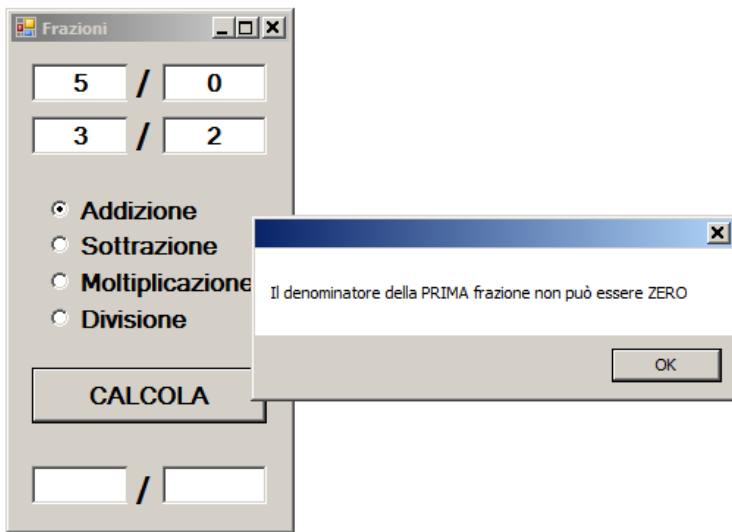 Frazioni
5 / 0
3 / 2
Addizione
Sottrazione
Moltiplicazione
Divisione
Il denominatore della PRIMA frazione non può essere ZERO
OK
CALCOLA
/